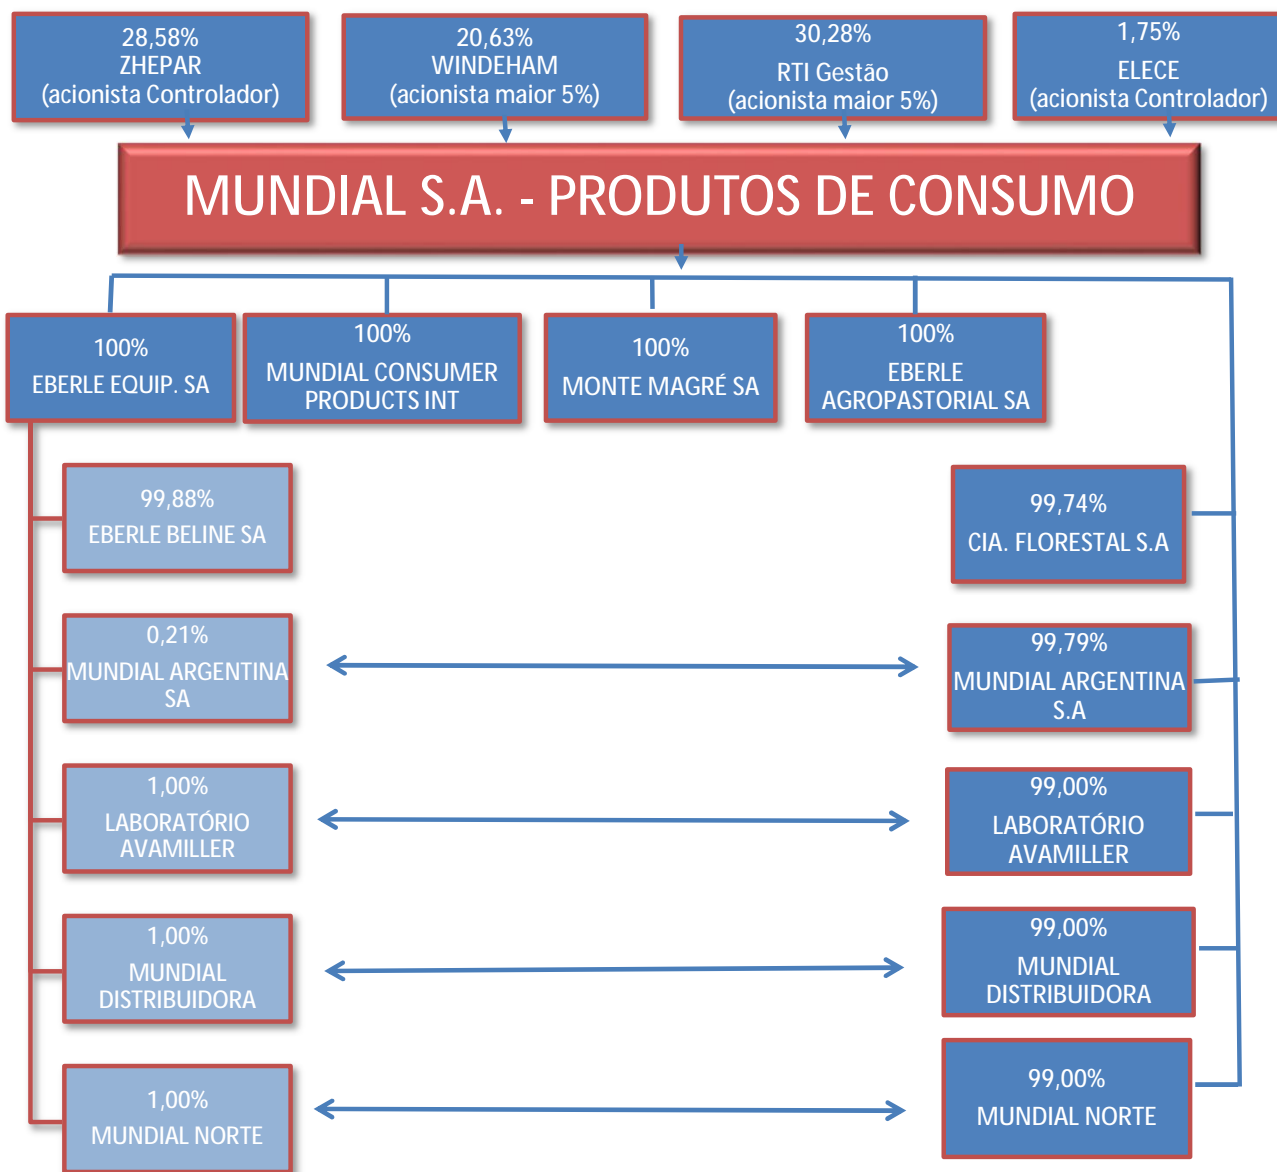 28,58%
ZHEPAR
(acionista Controlador)
20,63%
WINDEHAM
(acionista maior 5%)
30,28%
RTI Gestão
(acionista maior 5%)
1,75%
ELECE
(acionista Controlador)
MUNDIAL S.A. - PRODUTOS DE CONSUMO
100%
EBERLE EQUIP. SA
100%
MUNDIAL CONSUMER
PRODUCTS INT
100%
MONTE MAGRÉ SA
100%
EBERLE
AGROPASTORIAL SA
99,88%
EBERLE BELINE SA
99,74%
CIA. FLORESTAL S.A
0,21%
MUNDIAL ARGENTINA
SA
99,79%
MUNDIAL ARGENTINA
S.A
1,00%
LABORATÓRIO
AVAMILLER
99,00%
LABORATÓRIO
AVAMILLER
1,00%
MUNDIAL
DISTRIBUIDORA
99,00%
MUNDIAL
DISTRIBUIDORA
1,00%
MUNDIAL NORTE
99,00%
MUNDIAL NORTE